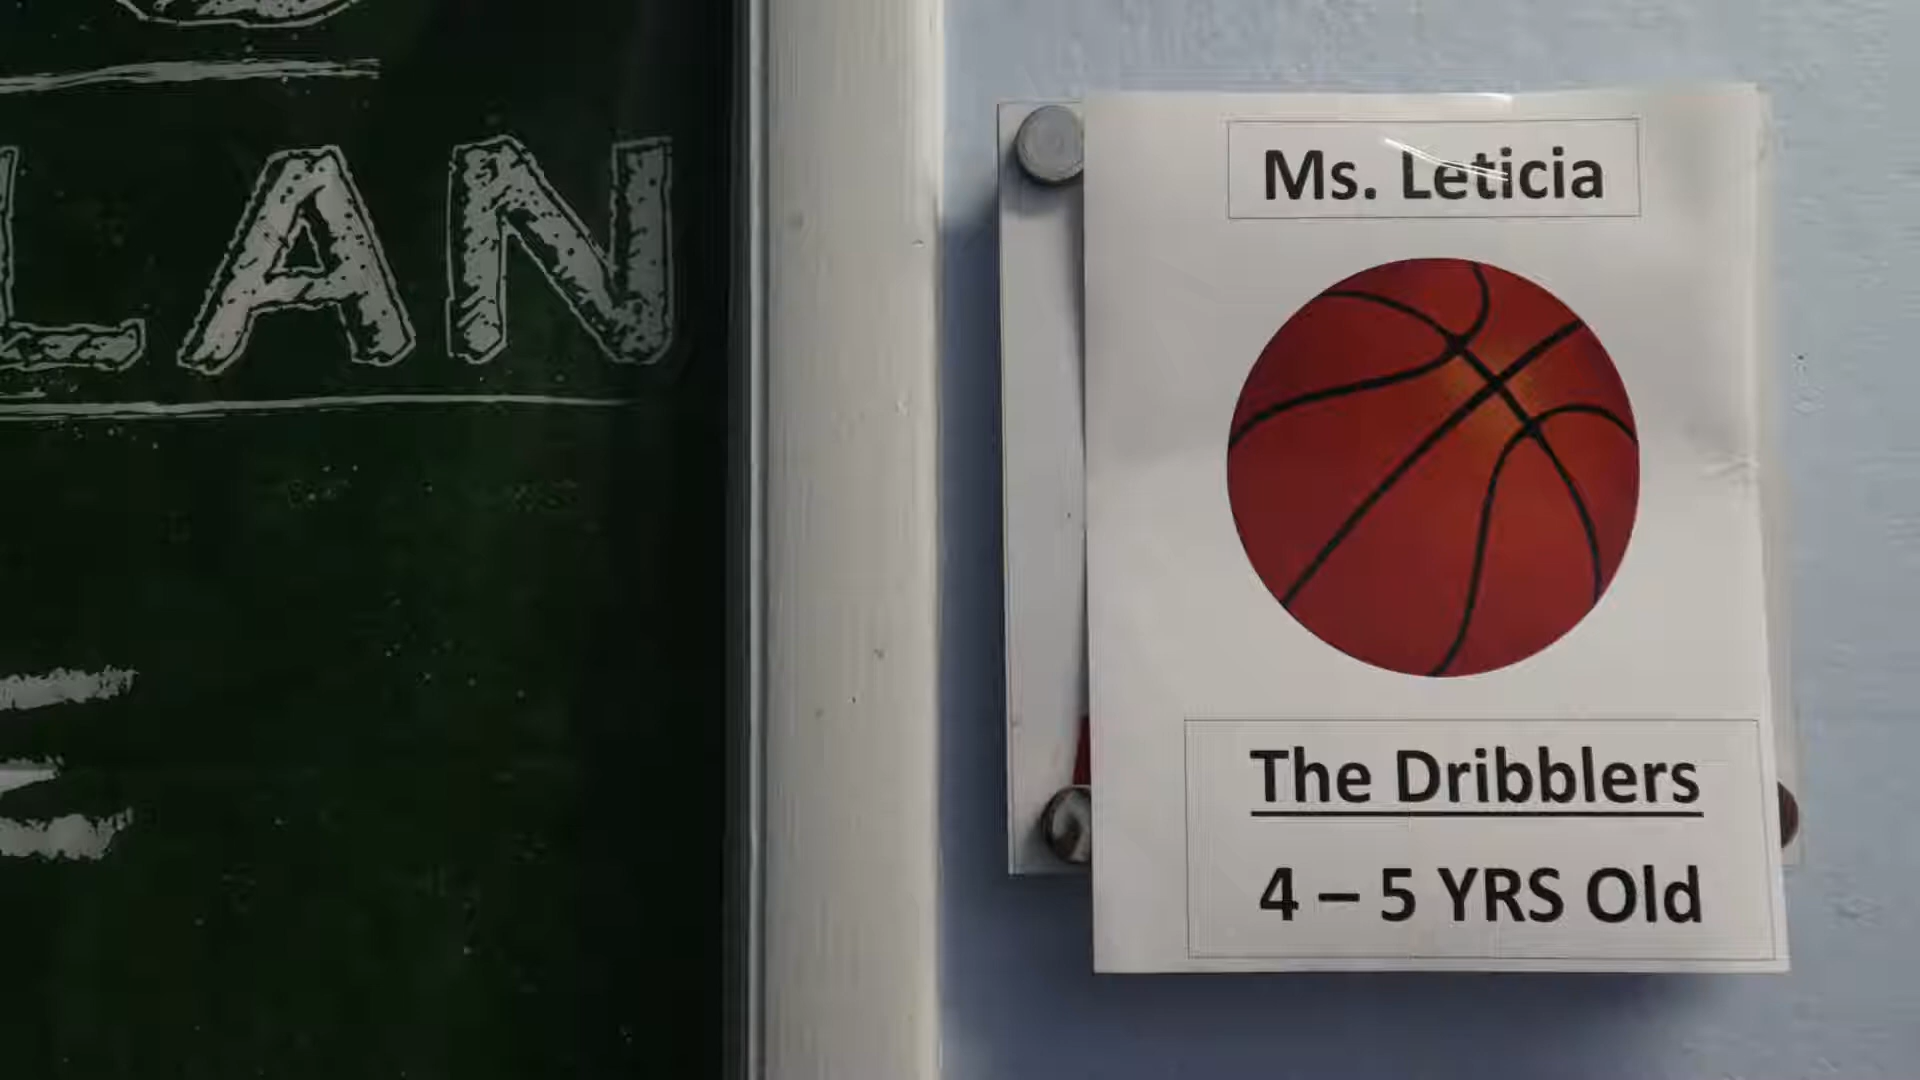 LAN
Ms. Leticia
The Dribblers
4 – 5 YRS Old